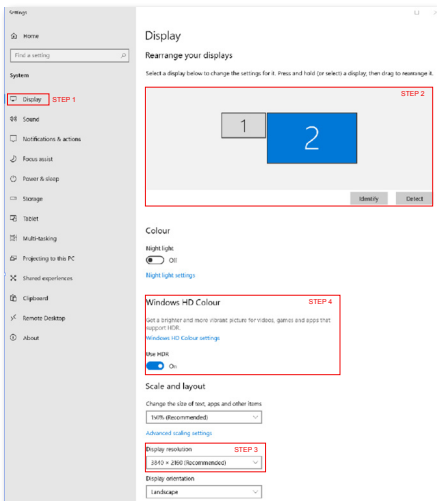 Settings
Home
Find a setting
System
Display STEP 1
Sound
Notifications & actions
Focus assist
Power & sleep
Storage
Tablet
Multi-tasking
Projecting to this PC
Shared experiences
Clipboard
Remote Desktop
About
Display
Rearrange your displays
Select a display below to change the settings for it. Press and hold (or select) a display, then drag to rearrange it.
STEP 2
1
2
Identify
Detect
Colour
Night light
Off
Night light settings
Windows HD Colour STEP 4
Get a brighter and more vibrant picture for videos, games and apps that
support HDR.
Windows HD Colour settings
Use HDR
On
Scale and layout
Change the size of text, apps and other items
(Recommended)
Advanced scaling settings
Display resolution STEP 3
3840 × 2160 (Recommended)
Display orientation
Landscape